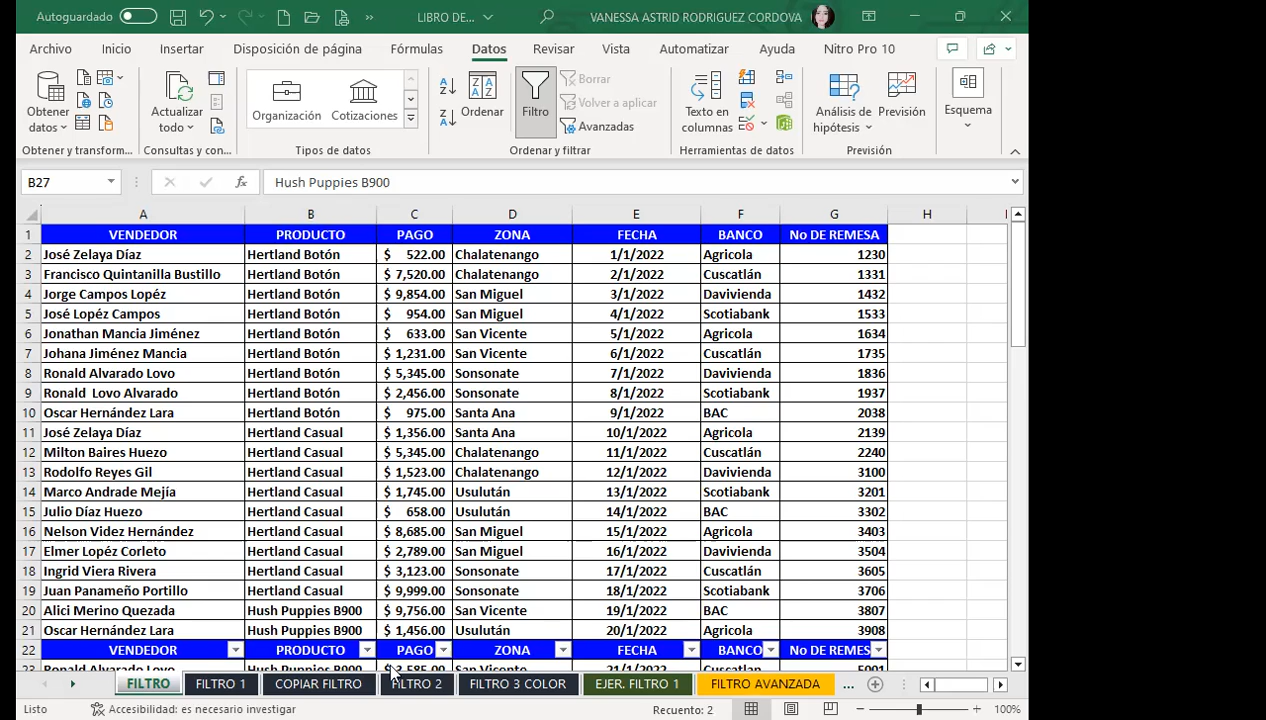 Autoguardado LIBRO DE... VANESSA ASTRID RODRIGUEZ CORDOVA
Archivo Inicio Insertar Disposición de página Fórmulas Datos Revisar Vista Automatizar Ayuda Nitro Pro 10
Obtener datos
Actualizar todo
Organización Cotizaciones
Ordenar
Filtro
Borrar
Volver a aplicar
Avanzadas
Texto en columnas
Análisis de hipótesis
Previsión
Esquema
Obtener y transform... Consultas y con... Tipos de datos Ordenar y filtrar Herramientas de datos Previsión
B27 fx Hush Puppies B900
A B C D E F G H I
1 VENDEDOR PRODUCTO PAGO ZONA FECHA BANCO No DE REMESA
2 José Zelaya Díaz Hertland Botón $ 522.00 Chalatenango 1/1/2022 Agricola 1230
3 Francisco Quintanilla Bustillo Hertland Botón $ 7,520.00 Chalatenango 2/1/2022 Cuscatlán 1331
4 Jorge Campos Lopéz Hertland Botón $ 9,854.00 San Miguel 3/1/2022 Davivienda 1432
5 José Lopéz Campos Hertland Botón $ 954.00 San Miguel 4/1/2022 Scotiabank 1533
6 Jonathan Mancia Jiménez Hertland Botón $ 633.00 San Vicente 5/1/2022 Agricola 1634
7 Johana Jiménez Mancia Hertland Botón $ 1,231.00 San Vicente 6/1/2022 Cuscatlán 1735
8 Ronald Alvarado Lovo Hertland Botón $ 5,345.00 Sonsonate 7/1/2022 Davivienda 1836
9 Ronald Lovo Alvarado Hertland Botón $ 2,456.00 Sonsonate 8/1/2022 Scotiabank 1937
10 Oscar Hernández Lara Hertland Botón $ 975.00 Santa Ana 9/1/2022 BAC 2038
11 José Zelaya Díaz Hertland Casual $ 1,356.00 Santa Ana 10/1/2022 Agricola 2139
12 Milton Baires Huezo Hertland Casual $ 5,345.00 Chalatenango 11/1/2022 Cuscatlán 2240
13 Rodolfo Reyes Gil Hertland Casual $ 1,523.00 Chalatenango 12/1/2022 Davivienda 3100
14 Marco Andrade Mejía Hertland Casual $ 1,745.00 Usulután 13/1/2022 Scotiabank 3201
15 Julio Díaz Huezo Hertland Casual $ 658.00 Usulután 14/1/2022 BAC 3302
16 Nelson Videz Hernández Hertland Casual $ 8,685.00 San Miguel 15/1/2022 Agricola 3403
17 Elmer Lopéz Corleto Hertland Casual $ 2,789.00 San Miguel 16/1/2022 Davivienda 3504
18 Ingrid Viera Rivera Hertland Casual $ 3,123.00 Sonsonate 17/1/2022 Cuscatlán 3605
19 Juan Panameño Portillo Hertland Casual $ 9,999.00 Sonsonate 18/1/2022 Scotiabank 3706
20 Alici Merino Quezada Hush Puppies B900 $ 9,756.00 San Vicente 19/1/2022 BAC 3807
21 Oscar Hernández Lara Hush Puppies B900 $ 1,456.00 Usulután 20/1/2022 Agricola 3908
22 VENDEDOR PRODUCTO PAGO ZONA FECHA BANCO No DE REMES
23 Ronald Alvarado Lovo Hush Puppies B900 $ 3,585.00 San Vicente 21/1/2022 Cuscatlan 5001
FILTRO FILTRO 1 COPIAR FILTRO FILTRO 2 FILTRO 3 COLOR EJER. FILTRO 1 FILTRO AVANZADA ...
Listo Accesibilidad: es necesario investigar Recuento: 2 100%